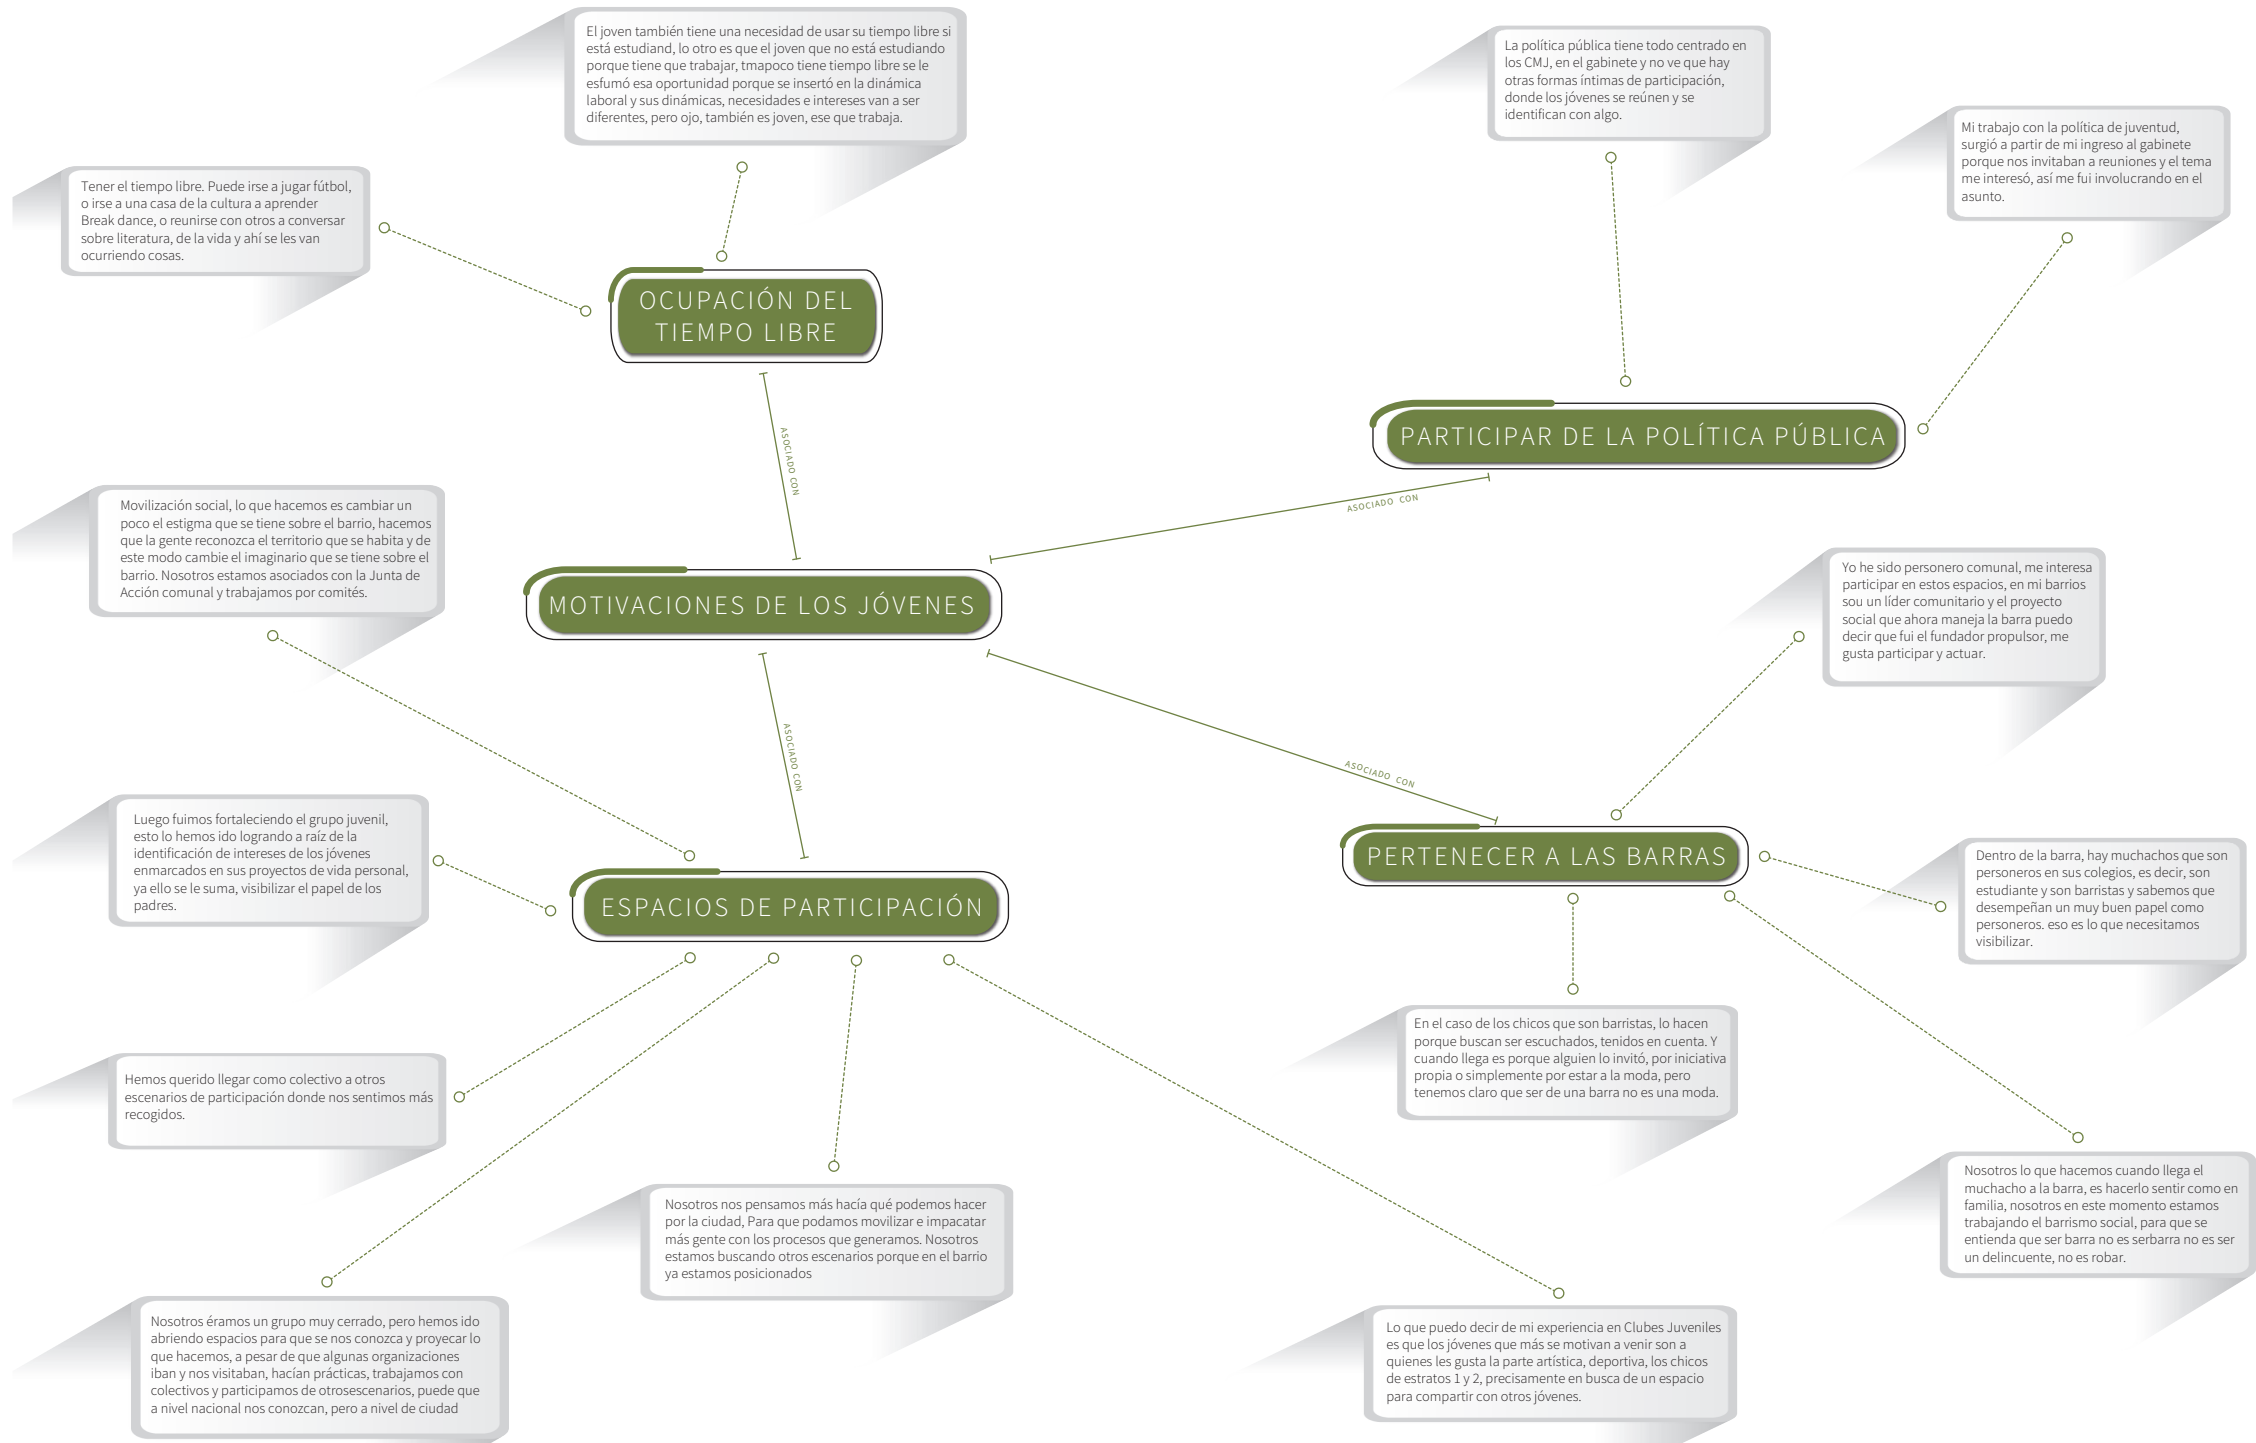 El joven también tiene una necesidad de usar su tiempo libre si
está estudiand, lo otro es que el joven que no está estudiando
porque tiene que trabajar, tmapoco tiene tiempo libre se le
esfumó esa oportunidad porque se insertó en la dinámica
laboral y sus dinámicas, necesidades e intereses van a ser
diferentes, pero ojo, también es joven, ese que trabaja.
La política pública tiene todo centrado en
los CMJ, en el gabinete y no ve que hay
otras formas íntimas de participación,
donde los jóvenes se reúnen y se
identifican con algo.
Mi trabajo con la política de juventud,
surgió a partir de mi ingreso al gabinete
porque nos invitaban a reuniones y el tema
me interesó, así me fui involucrando en el
asunto.
Tener el tiempo libre. Puede irse a jugar fútbol,
o irse a una casa de la cultura a aprender
Break dance, o reunirse con otros a conversar
sobre literatura, de la vida y ahí se les van
ocurriendo cosas.
OCUPACIÓN DEL
TIEMPO LIBRE
PARTICIPAR DE LA POLÍTICA PÚBLICA
ASOCIADO CON
ASOCIADO CON
Movilización social, lo que hacemos es cambiar un
poco el estigma que se tiene sobre el barrio, hacemos
que la gente reconozca el territorio que se habita y de
este modo cambie el imaginario que se tiene sobre el
barrio. Nosotros estamos asociados con la Junta de
Acción comunal y trabajamos por comités.
MOTIVACIONES DE LOS JÓVENES
Yo he sido personero comunal, me interesa
participar en estos espacios, en mi barrios
sou un líder comunitario y el proyecto
social que ahora maneja la barra puedo
decir que fui el fundador propulsor, me
gusta participar y actuar.
ASOCIADO CON
ASOCIADO CON
Luego fuimos fortaleciendo el grupo juvenil,
esto lo hemos ido logrando a raíz de la
identificación de intereses de los jóvenes
enmarcados en sus proyectos de vida personal,
ya ello se le suma, visibilizar el papel de los
padres.
ESPACIOS DE PARTICIPACIÓN
PERTENECER A LAS BARRAS
Dentro de la barra, hay muchachos que son
personeros en sus colegios, es decir, son
estudiante y son barristas y sabemos que
desempeñan un muy buen papel como
personeros. eso es lo que necesitamos
visibilizar.
En el caso de los chicos que son barristas, lo hacen
porque buscan ser escuchados, tenidos en cuenta. Y
cuando llega es porque alguien lo invitó, por iniciativa
propia o simplemente por estar a la moda, pero
tenemos claro que ser de una barra no es una moda.
Hemos querido llegar como colectivo a otros
escenarios de participación donde nos sentimos más
recogidos.
Nosotros lo que hacemos cuando llega el
muchacho a la barra, es hacerlo sentir como en
familia, nosotros en este momento estamos
trabajando el barrismo social, para que se
entienda que ser barra no es serbarra no es ser
un delincuente, no es robar.
Nosotros nos pensamos más hacía qué podemos hacer
por la ciudad, Para que podamos movilizar e impacatar
más gente con los procesos que generamos. Nosotros
estamos buscando otros escenarios porque en el barrio
ya estamos posicionados
Nosotros éramos un grupo muy cerrado, pero hemos ido
abriendo espacios para que se nos conozca y proyecar lo
que hacemos, a pesar de que algunas organizaciones
iban y nos visitaban, hacían prácticas, trabajamos con
colectivos y participamos de otrosescenarios, puede que
a nivel nacional nos conozcan, pero a nivel de ciudad
Lo que puedo decir de mi experiencia en Clubes Juveniles
es que los jóvenes que más se motivan a venir son a
quienes les gusta la parte artística, deportiva, los chicos
de estratos 1 y 2, precisamente en busca de un espacio
para compartir con otros jóvenes.